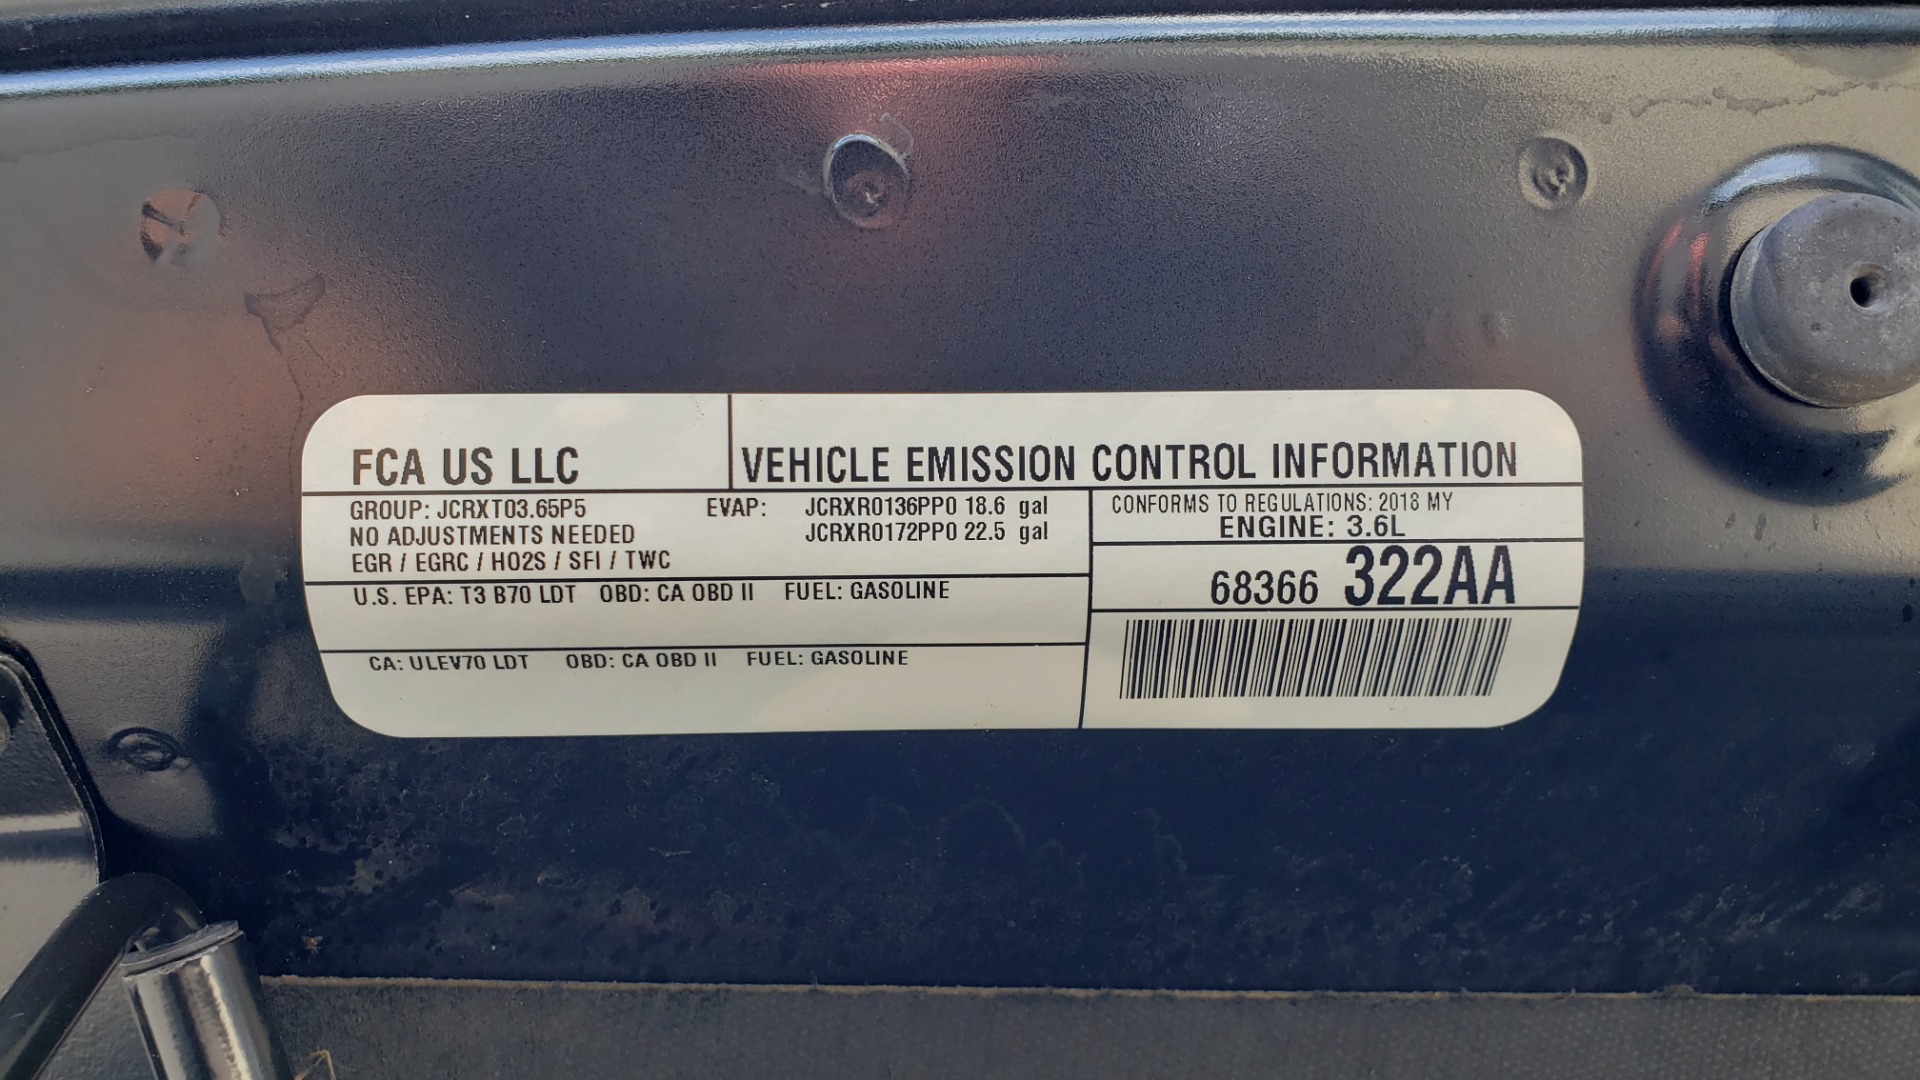 FCA US LLC
VEHICLE EMISSION CONTROL INFORMATION
GROUP: JCRXT03.65P5
NO ADJUSTMENTS NEEDED
EGR / EGRC / HO2S / SFI / TWC
EVAP: JCRXR0136PP0 18.6 gal
JCRXR0172PP0 22.5 gal
U.S. EPA: T3 B70 LDT OBD: CA OBD II FUEL: GASOLINE
CA: ULEV70 LDT OBD: CA OBD II FUEL: GASOLINE
CONFORMS TO REGULATIONS: 2018 MY
ENGINE: 3.6L
68366 322AA